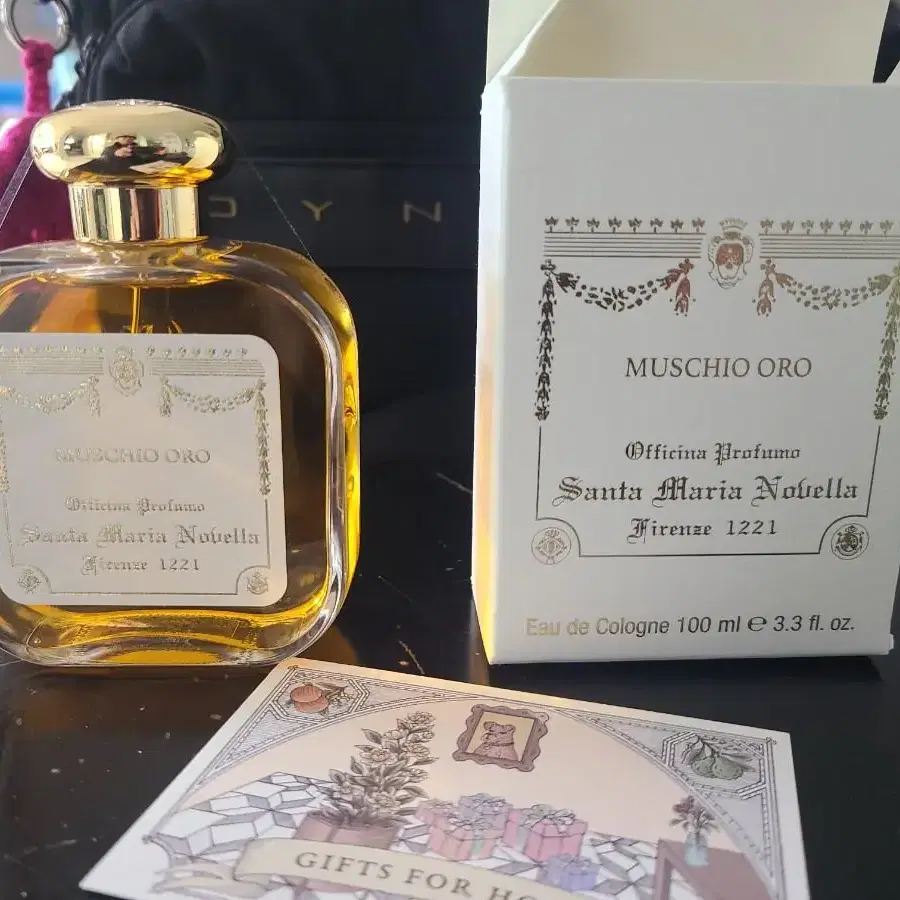 DYN
MUSCHIO ORO
Officina Profumo
Santa Maria Novella
Firenze 1221
MUSCHIO ORO
Officina Profumo
Santa Maria Novella
Firenze 1221
Eau de Cologne 100 ml e 3.3 fl. oz.
GIFTS FOR